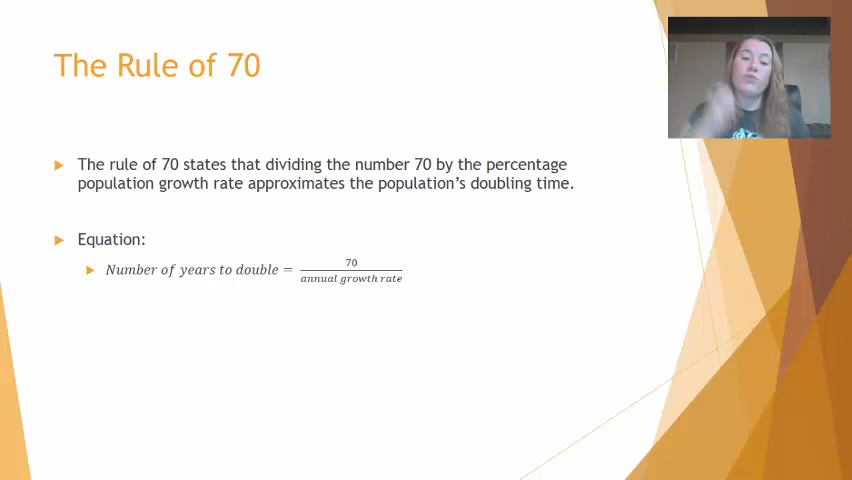 The Rule of 70
The rule of 70 states that dividing the number 70 by the percentage
population growth rate approximates the population’s doubling time.
Equation:
Number of years to double = 70 / annual growth rate